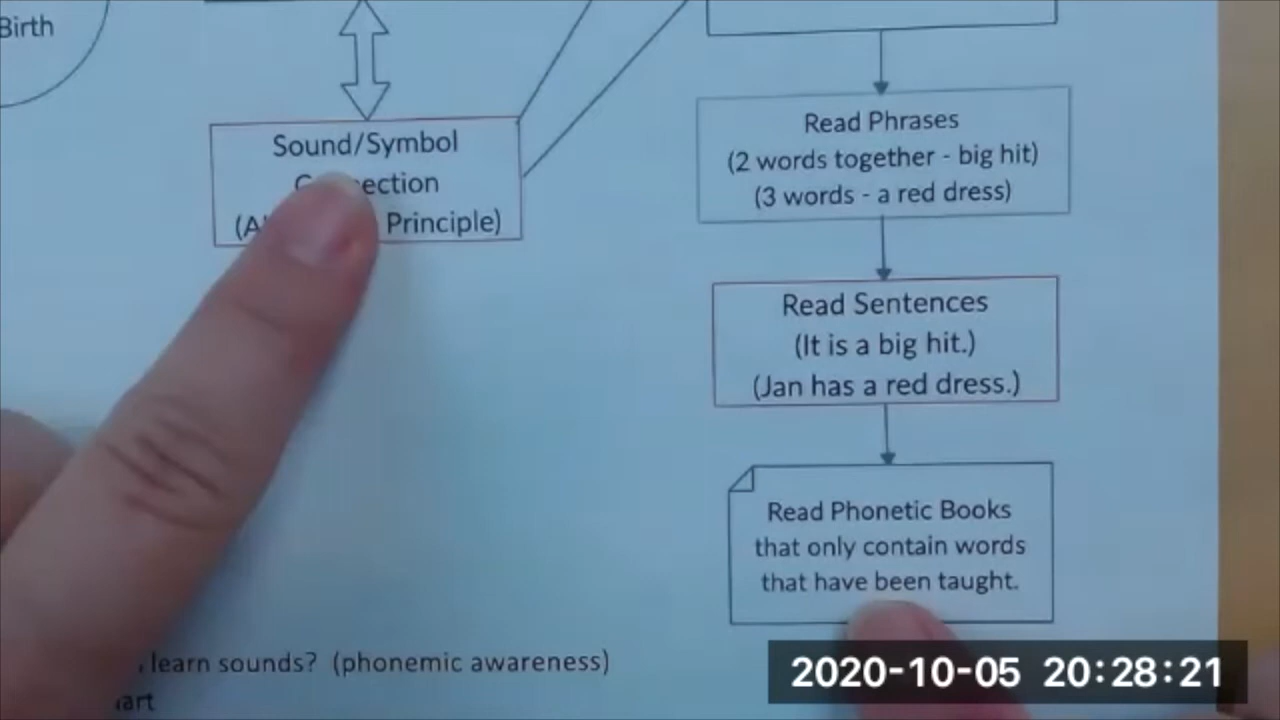 Birth
Sound/Symbol
Principle)
Read Phrases
(2 words together - big hit)
(3 words - a red dress)
Read Sentences
(It is a big hit.)
(Jan has a red dress.)
Read Phonetic Books
that only contain words
that have been taught.
learn sounds? (phonemic awareness)
2020-10-05 20:28:21